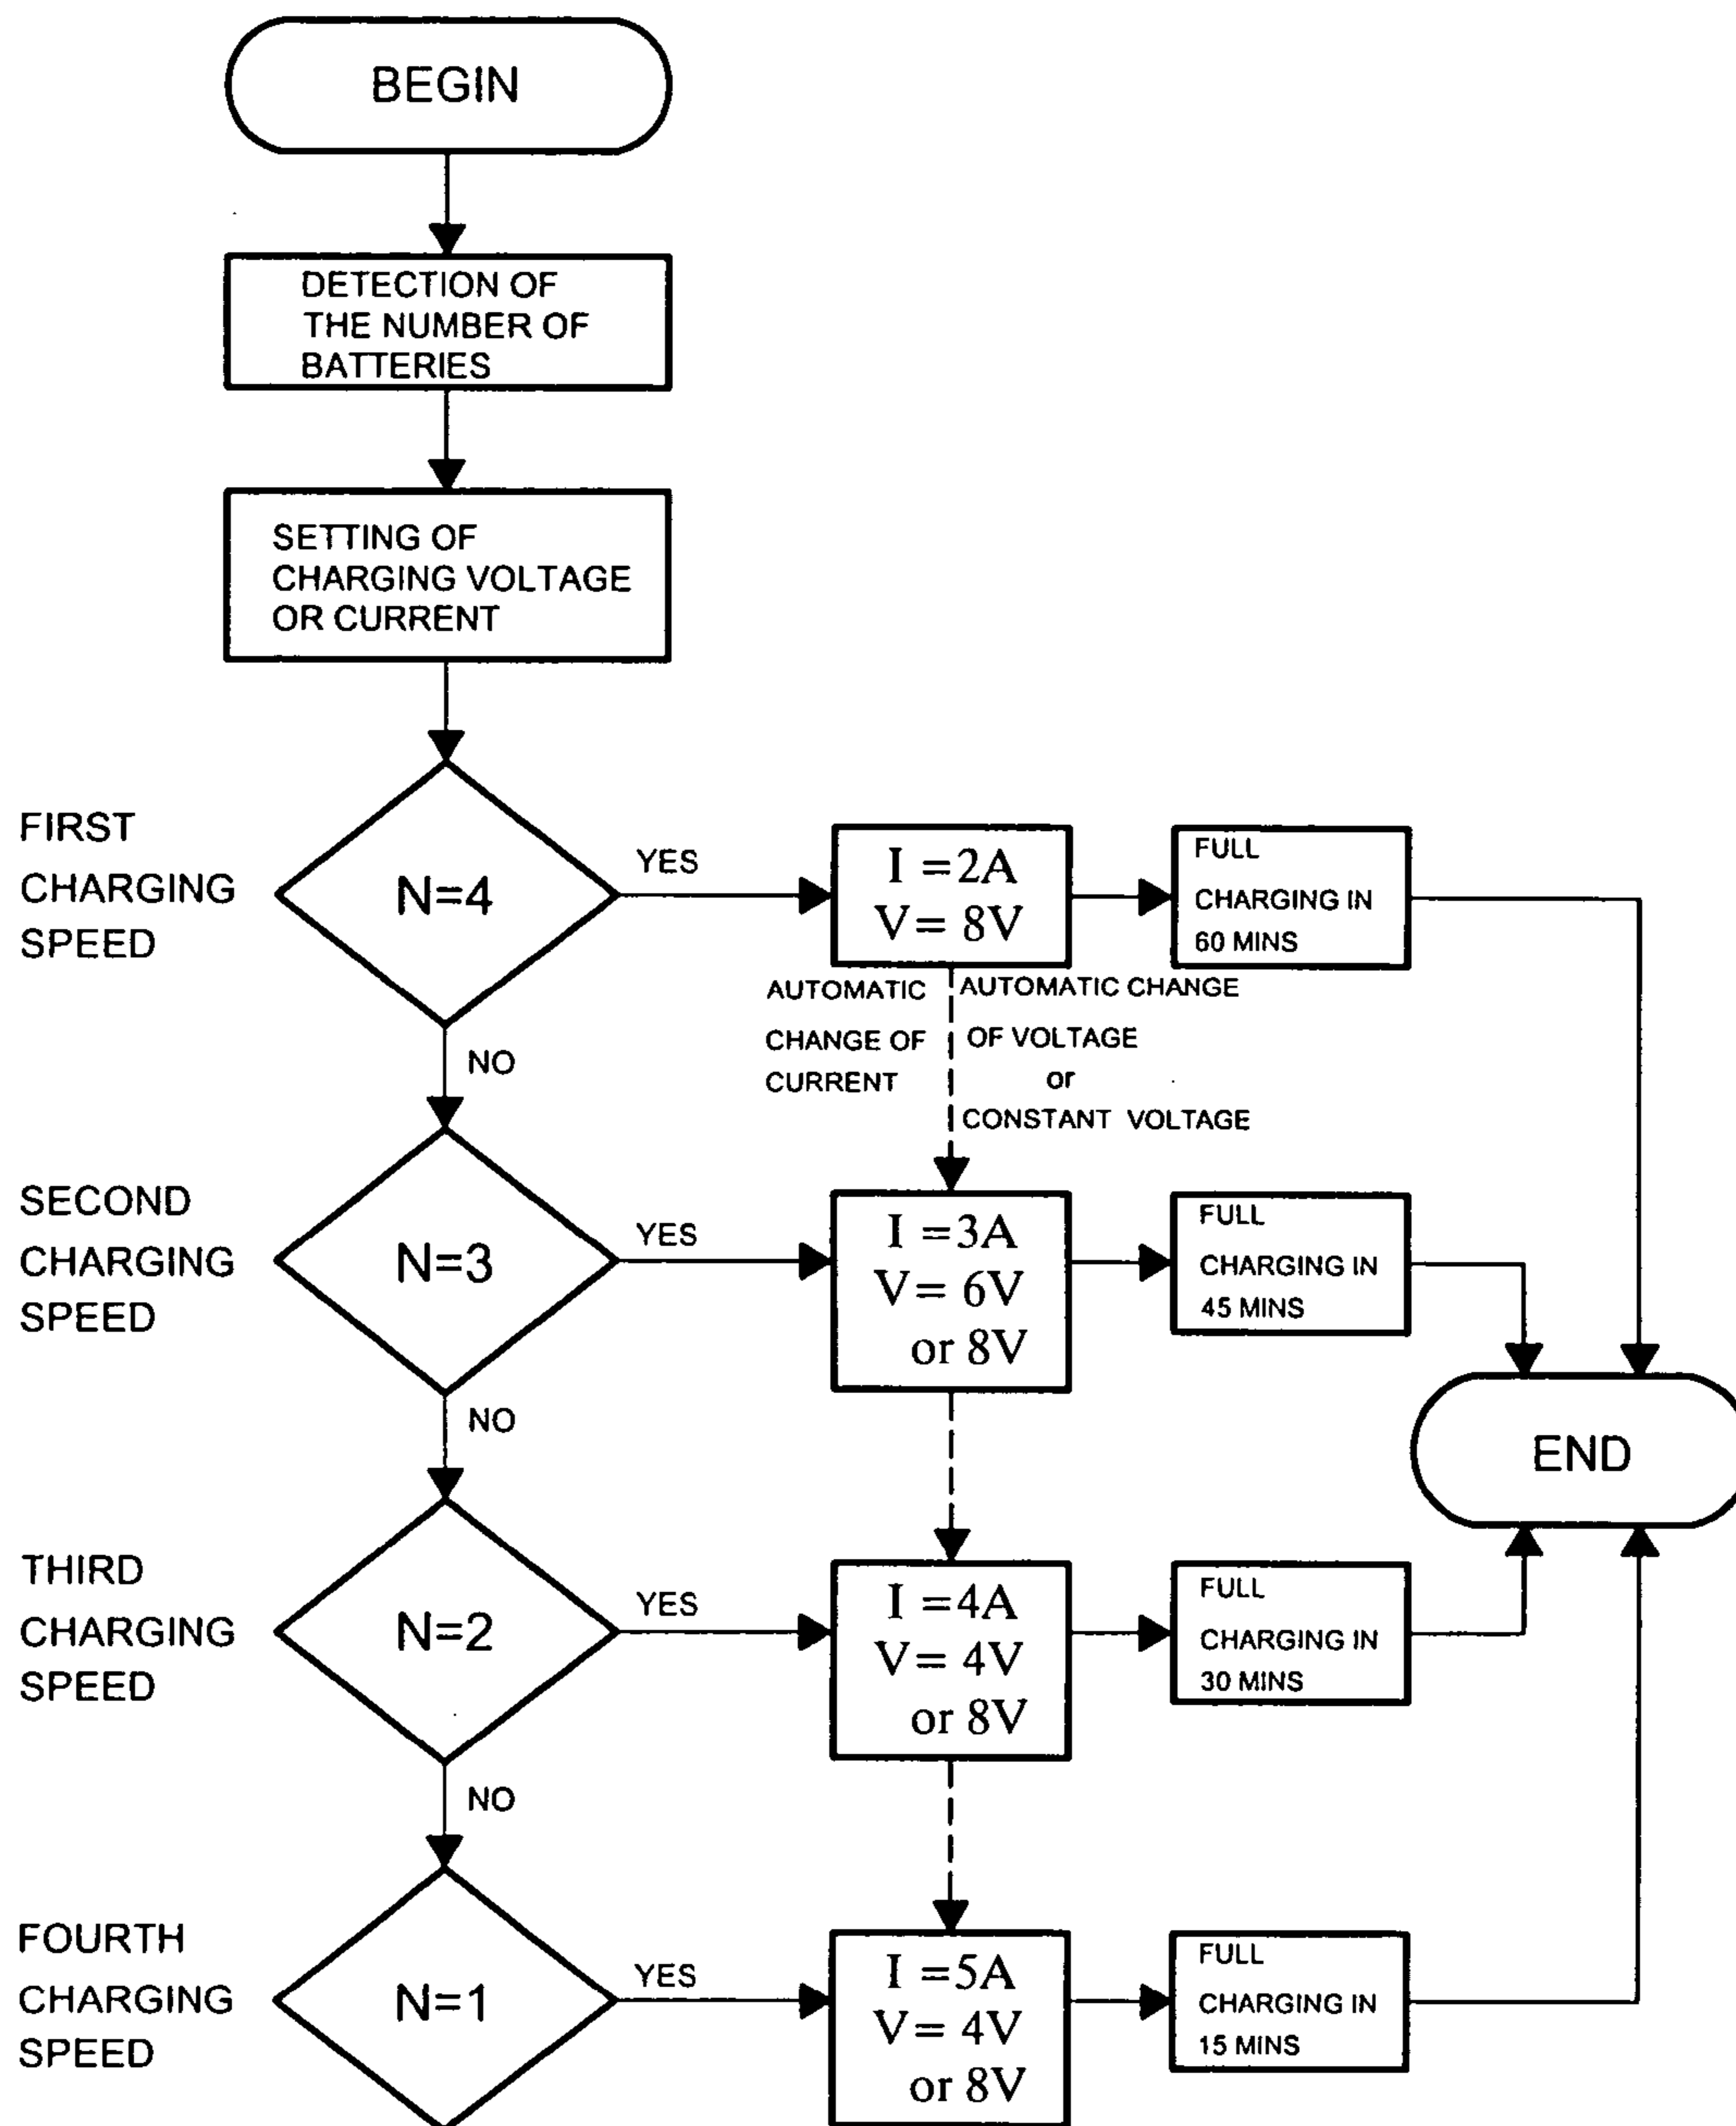 BEGIN
DETECTION OF
THE NUMBER OF
BATTERIES
SETTING OF
CHARGING VOLTAGE
OR CURRENT
FIRST
CHARGING
SPEED
N=4
YES
I =2A
V= 8V
FULL
CHARGING IN
60 MINS
NO
AUTOMATIC
CHANGE OF
CURRENT
AUTOMATIC CHANGE
OF VOLTAGE
or
CONSTANT VOLTAGE
SECOND
CHARGING
SPEED
N=3
YES
I =3A
V= 6V
or 8V
FULL
CHARGING IN
45 MINS
NO
END
THIRD
CHARGING
SPEED
N=2
YES
I =4A
V= 4V
or 8V
FULL
CHARGING IN
30 MINS
NO
FOURTH
CHARGING
SPEED
N=1
YES
I =5A
V= 4V
or 8V
FULL
CHARGING IN
15 MINS